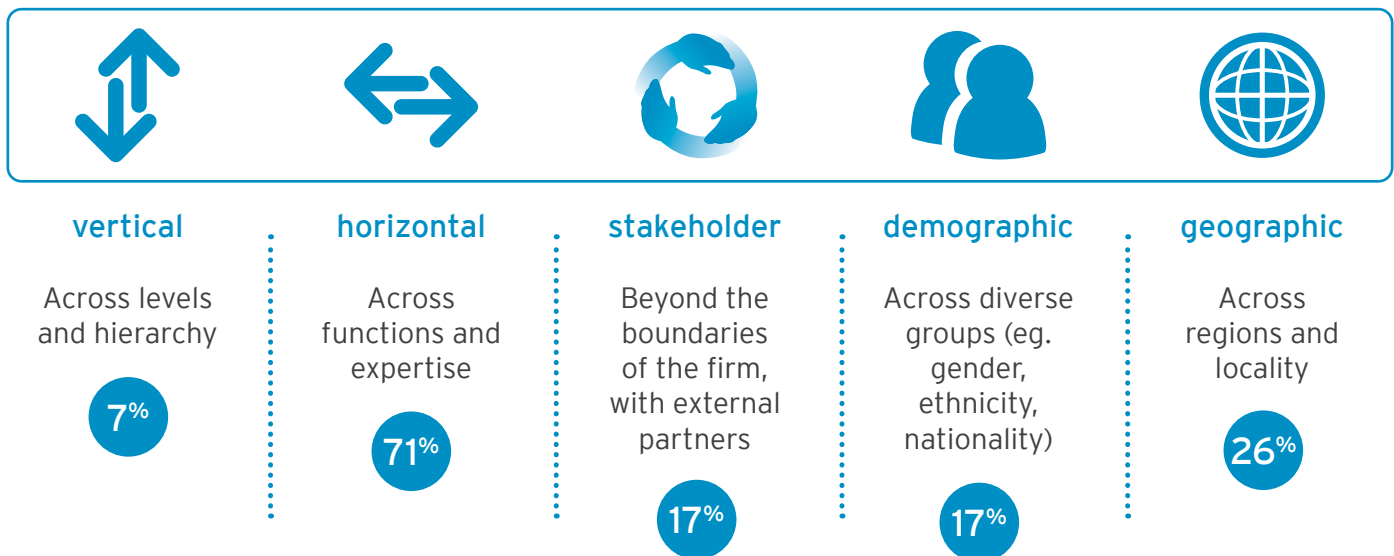 vertical
Across levels
and hierarchy
7%
horizontal
Across
functions and
expertise
71%
stakeholder
Beyond the
boundaries
of the firm,
with external
partners
17%
demographic
Across diverse
groups (eg.
gender,
ethnicity,
nationality)
17%
geographic
Across
regions and
locality
26%